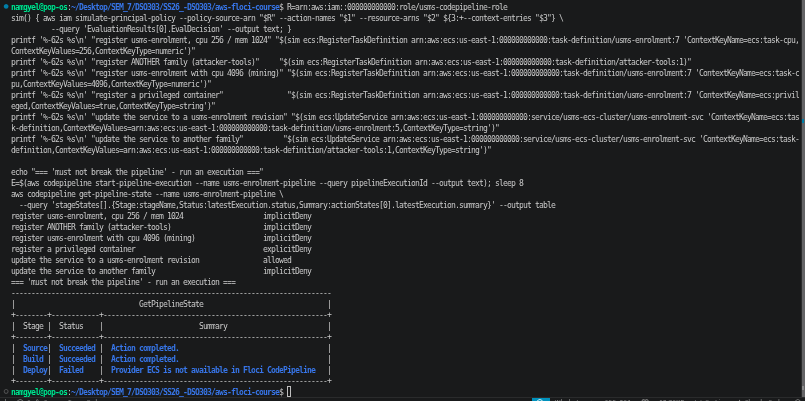 namgyel@pop-os:~/Desktop/SEM_7/DSO303/SS26_-DSO303/aws-floci-course$ R=arn:aws:iam::000000000000:role/usms-codepipeline-role
sim() { aws iam simulate-principal-policy --policy-source-arn "$R" --action-names "$1" --resource-arns "$2" ${3:+--context-entries "$3"} \
--query 'EvaluationResults[0].EvalDecision' --output text; }
printf '%-62s %s\n' "register usms-enrolment, cpu 256 / mem 1024" "$(sim ecs:RegisterTaskDefinition arn:aws:ecs:us-east-1:000000000000:task-definition/usms-enrolment:7 'ContextKeyName=ecs:task-cpu,
ContextKeyValues=256,ContextKeyType=numeric')"
printf '%-62s %s\n' "register ANOTHER family (attacker-tools)" "$(sim ecs:RegisterTaskDefinition arn:aws:ecs:us-east-1:000000000000:task-definition/attacker-tools:1)"
printf '%-62s %s\n' "register usms-enrolment with cpu 4096 (mining)" "$(sim ecs:RegisterTaskDefinition arn:aws:ecs:us-east-1:000000000000:task-definition/usms-enrolment:7 'ContextKeyName=ecs:task-c
pu,ContextKeyValues=4096,ContextKeyType=numeric')"
printf '%-62s %s\n' "register a privileged container" "$(sim ecs:RegisterTaskDefinition arn:aws:ecs:us-east-1:000000000000:task-definition/usms-enrolment:7 'ContextKeyName=ecs:privil
eged,ContextKeyValues=true,ContextKeyType=string')"
printf '%-62s %s\n' "update the service to a usms-enrolment revision" "$(sim ecs:UpdateService arn:aws:ecs:us-east-1:000000000000:service/usms-ecs-cluster/usms-enrolment-svc 'ContextKeyName=ecs:tas
k-definition,ContextKeyValues=arn:aws:ecs:us-east-1:000000000000:task-definition/usms-enrolment:5,ContextKeyType=string')"
printf '%-62s %s\n' "update the service to another family" "$(sim ecs:UpdateService arn:aws:ecs:us-east-1:000000000000:service/usms-ecs-cluster/usms-enrolment-svc 'ContextKeyName=ecs:task-
definition,ContextKeyValues=arn:aws:ecs:us-east-1:000000000000:task-definition/attacker-tools:1,ContextKeyType=string')"
echo "=== 'must not break the pipeline' - run an execution ==="
E=$(aws codepipeline start-pipeline-execution --name usms-enrolment-pipeline --query pipelineExecutionId --output text); sleep 8
aws codepipeline get-pipeline-state --name usms-enrolment-pipeline \
--query 'stageStates[].{Stage:stageName,Status:latestExecution.status,Summary:actionStates[0].latestExecution.summary}' --output table
register usms-enrolment, cpu 256 / mem 1024 implicitDeny
register ANOTHER family (attacker-tools) implicitDeny
register usms-enrolment with cpu 4096 (mining) implicitDeny
register a privileged container explicitDeny
update the service to a usms-enrolment revision allowed
update the service to another family implicitDeny
=== 'must not break the pipeline' - run an execution ===
| GetPipelineState |
| Stage | Status | Summary |
| Source| Succeeded | Action completed. |
| Build | Succeeded | Action completed. |
| Deploy| Failed | Provider ECS is not available in Floci CodePipeline |
namgyel@pop-os:~/Desktop/SEM_7/DSO303/SS26_-DSO303/aws-floci-course$